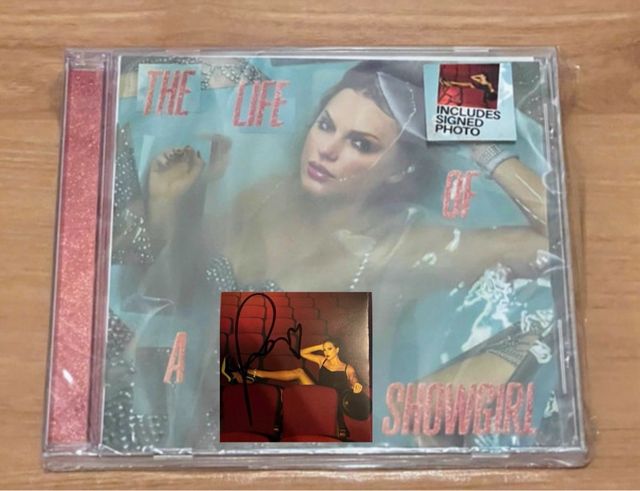 THE LIFE
INCLUDES
SIGNED
PHOTO
OF
A
SHOWGIRL